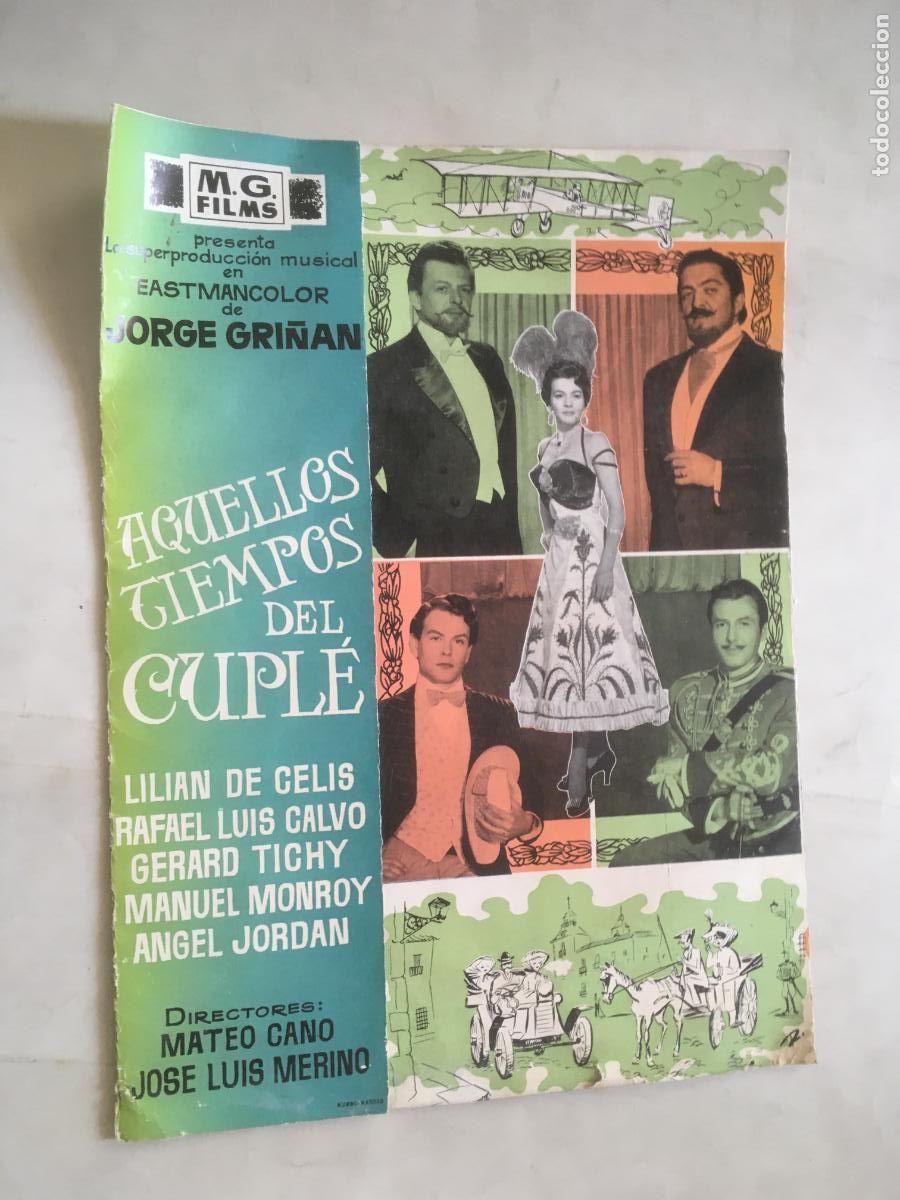 M.G.
FILMS
presenta
La superproducción musical
en
EASTMANCOLOR
de
JORGE GRIÑAN
AQUELLOS
TIEMPOS
DEL
CUPLÉ
LILIAN DE CELIS
RAFAEL LUIS CALVO
GERARD TICHY
MANUEL MONROY
ANGEL JORDAN
DIRECTORES:
MATEO CANO
JOSE LUIS MERINO
todocoleccion